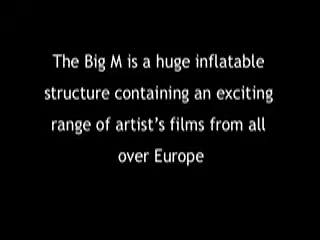 The Big M is a huge inflatable
structure containing an exciting
range of artist's films from all
over Europe